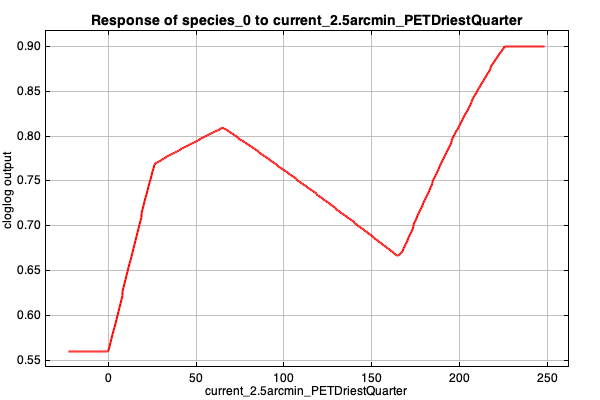 Response of species_0 to current_2.5arcmin_PETDriestQuarter
cloglog output
0.90
0.85
0.80
0.75
0.70
0.65
0.60
0.55
0 50 100 150 200 250
current_2.5arcmin_PETDriestQuarter